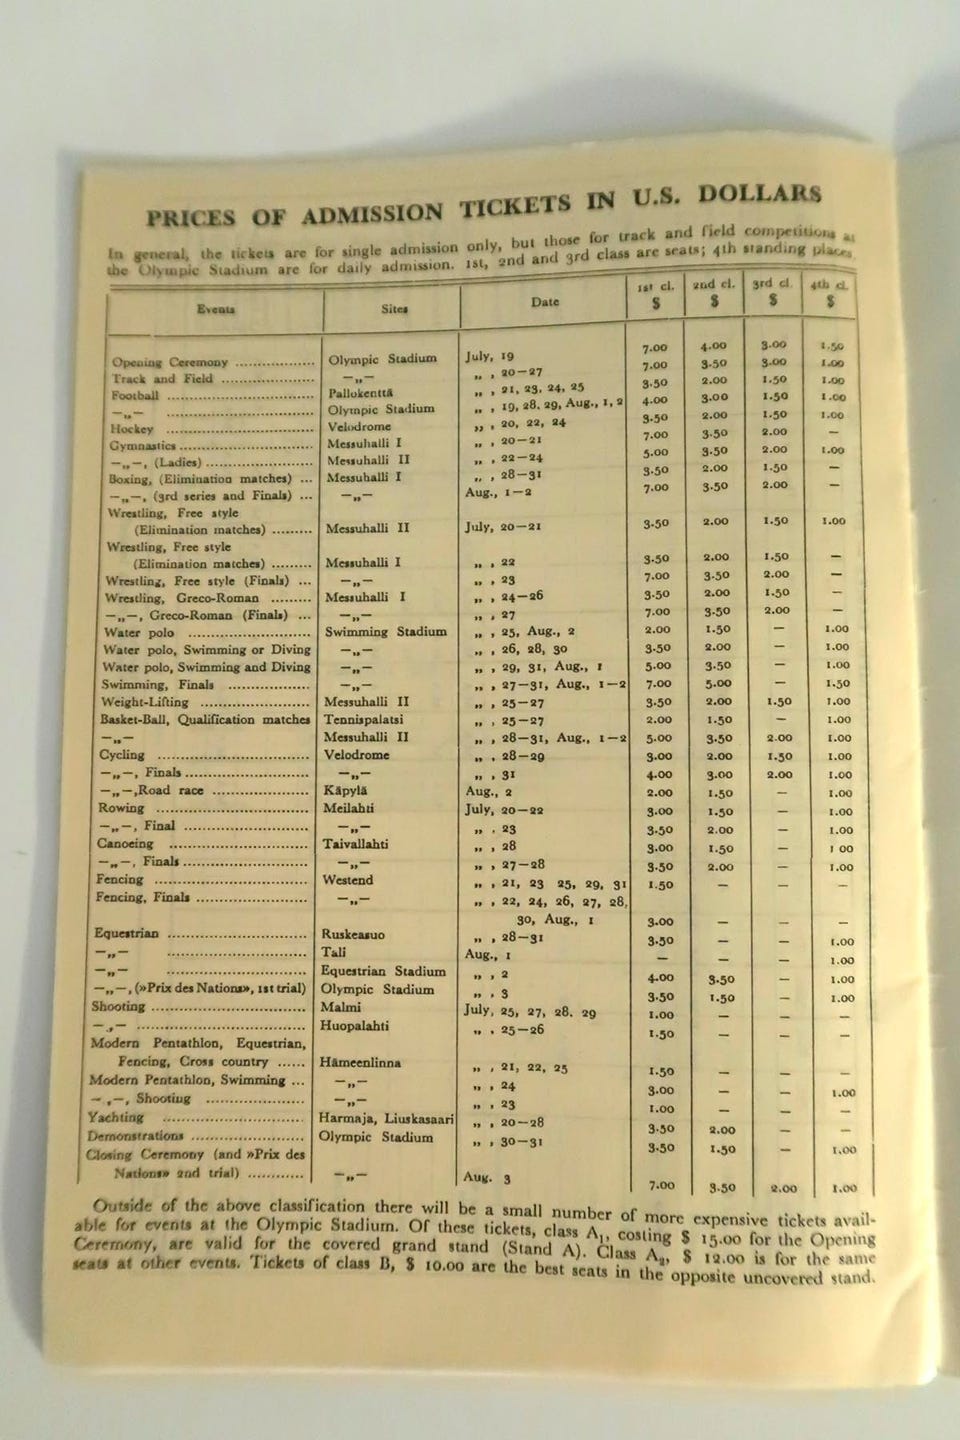 PRICES OF ADMISSION TICKETS IN U.S. DOLLARS
In general, the tickets are for single admission only, but those for track and field competitions at
the Olympic Stadium are for daily admission. 1st, 2nd and 3rd class are seats; 4th standing places.
Events Sites Date 1st cl. $ 2nd cl. $ 3rd cl. $ 4th cl. $
Opening Ceremony ................ Olympic Stadium July, 19 7.00 4.00 3.00 1.50
Track and Field ................... —„— „ , 20—27 7.00 3.50 3.00 1.00
Football ............................. Pallokenttä „ , 21, 23, 24, 25 3.50 2.00 1.50 1.00
—„— ............................. Olympic Stadium „ , 19, 28, 29, Aug., 1, 2 4.00 3.00 1.50 1.00
Hockey ............................. Velodrome „ , 20, 22, 24 3.50 2.00 1.50 1.00
Gymnastics .......................... Messuhalli I „ , 20—21 7.00 3.50 2.00 —
—„—, (Ladies) ..................... Messuhalli II „ , 22—24 5.00 3.50 2.00 1.00
Boxing, (Elimination matches) ... Messuhalli I „ , 28—31 3.50 2.00 1.50 —
—„—, (3rd series and Finals) ... —„— Aug., 1—2 7.00 3.50 2.00 —
Wrestling, Free style
(Elimination matches) ......... Messuhalli II July, 20—21 3.50 2.00 1.50 1.00
Wrestling, Free style
(Elimination matches) ......... Messuhalli I „ , 22 3.50 2.00 1.50 —
Wrestling, Free style (Finals) ... —„— „ , 23 7.00 3.50 2.00 —
Wrestling, Greco-Roman ......... Messuhalli I „ , 24—26 3.50 2.00 1.50 —
—„—, Greco-Roman (Finals) ... —„— „ , 27 7.00 3.50 2.00 —
Water polo ........................ Swimming Stadium „ , 25, Aug., 2 2.00 1.50 — 1.00
Water polo, Swimming or Diving —„— „ , 26, 28, 30 3.50 2.00 — 1.00
Water polo, Swimming and Diving —„— „ , 29, 31, Aug., 1 5.00 3.50 — 1.00
Swimming, Finals ................ —„— „ , 27—31, Aug., 1—2 7.00 5.00 — 1.50
Weight-Lifting ..................... Messuhalli II „ , 25—27 3.50 2.00 1.50 1.00
Basket-Ball, Qualification matches Tennispalatsi „ , 25—27 2.00 1.50 — 1.00
—„— Messuhalli II „ , 28—31, Aug., 1—2 5.00 3.50 2.00 1.00
Cycling ............................. Velodrome „ , 28—29 3.00 2.00 1.50 1.00
—„—, Finals ........................ —„— „ , 31 4.00 3.00 2.00 1.00
—„—,Road race ................... Käpylä Aug., 2 2.00 1.50 — 1.00
Rowing ............................. Meilahti July, 20—22 3.00 1.50 — 1.00
—„—, Final ........................ —„— „ , 23 3.50 2.00 — 1.00
Canoeing .......................... Taivallahti „ , 28 3.00 1.50 — 1 00
—„—, Finals ........................ —„— „ , 27—28 3.50 2.00 — 1.00
Fencing ............................. Westend „ , 21, 23 25, 29, 31 1.50 — — —
Fencing, Finals ..................... —„— „ , 22, 24, 26, 27, 28,
30, Aug., 1 3.00 — — —
Equestrian .......................... Ruskeasuo „ , 28—31 3.50 — — 1.00
—„— .......................... Tali Aug., 1 — — — 1.00
—„— .......................... Equestrian Stadium „ , 2 4.00 3.50 — 1.00
—„—, (»Prix des Nations», 1st trial) Olympic Stadium „ , 3 3.50 1.50 — 1.00
Shooting ............................. Malmi July, 25, 27, 28, 29 1.00 — — —
—„— ................................ Huopalahti „ , 25—26 1.50 — — —
Modern Pentathlon, Equestrian,
Fencing, Cross country ...... Hämeenlinna „ , 21, 22, 25 1.50 — — —
Modern Pentathlon, Swimming ... —„— „ , 24 3.00 — — 1.00
—„—, Shooting ................... —„— „ , 23 1.00 — — —
Yachting .......................... Harmaja, Liuskasaari „ , 20—28 3.50 2.00 — —
Demonstrations ..................... Olympic Stadium „ , 30—31 3.50 1.50 — 1.00
Closing Ceremony (and »Prix des
Nations» 2nd trial) ............ —„— Aug. 3 7.00 3.50 2.00 1.00
Outside of the above classification there will be a small number of more expensive tickets avail-
able for events at the Olympic Stadium. Of these tickets, class A₁, costing $ 15.00 for the Opening
Ceremony, are valid for the covered grand stand (Stand A). Class A₂, $ 12.00 is for the same
seats at other events. Tickets of class B, $ 10.00 are the best seats in the opposite uncovered stand.